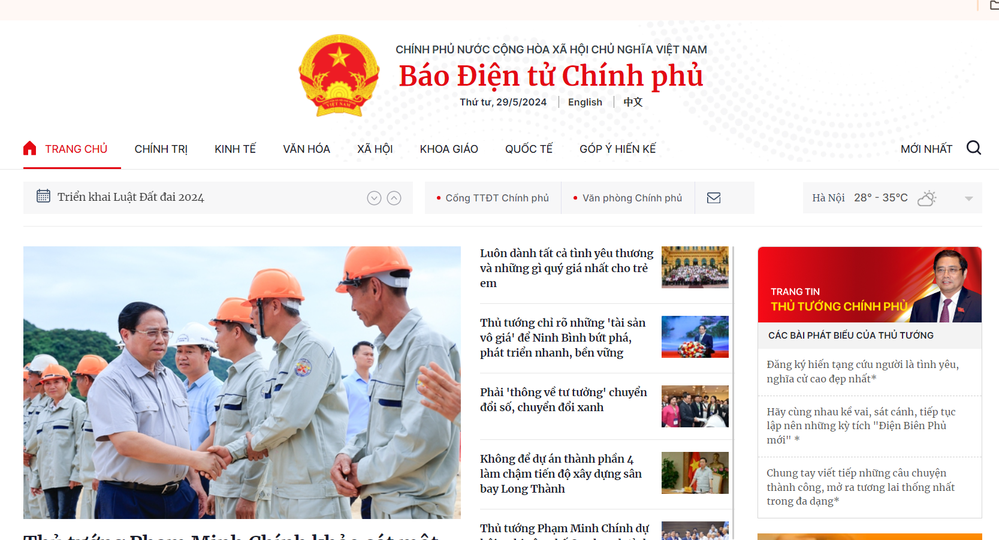 CHÍNH PHỦ NƯỚC CỘNG HÒA XÃ HỘI CHỦ NGHĨA VIỆT NAM
Báo Điện tử Chính phủ
Thứ tư, 29/5/2024
English
中文
VIỆT NAM
TRANG CHỦ
CHÍNH TRỊ
KINH TẾ
VĂN HÓA
XÃ HỘI
KHOA GIÁO
QUỐC TẾ
GÓP Ý HIẾN KẾ
MỚI NHẤT
Triển khai Luật Đất đai 2024
Cổng TTĐT Chính phủ
Văn phòng Chính phủ
Hà Nội 28° - 35°C
Luôn dành tất cả tình yêu thương
và những gì quý giá nhất cho trẻ
em
Thủ tướng chỉ rõ những 'tài sản
vô giá' để Ninh Bình bứt phá,
phát triển nhanh, bền vững
Phải 'thông về tư tưởng' chuyển
đổi số, chuyển đổi xanh
Không để dự án thành phần 4
làm chậm tiến độ xây dựng sân
bay Long Thành
Thủ tướng Phạm Minh Chính dự
TRANG TIN
THỦ TƯỚNG CHÍNH PHỦ
CÁC BÀI PHÁT BIỂU CỦA THỦ TƯỚNG
Đăng ký hiến tạng cứu người là tình yêu,
nghĩa cử cao đẹp nhất*
Hãy cùng nhau kề vai, sát cánh, tiếp tục
lập nên những kỳ tích "Điện Biên Phủ
mới" *
Chung tay viết tiếp những câu chuyện
thành công, mở ra tương lai thống nhất
trong đa dạng*
Thủ tướng Phạm Minh Chính khảo sát một